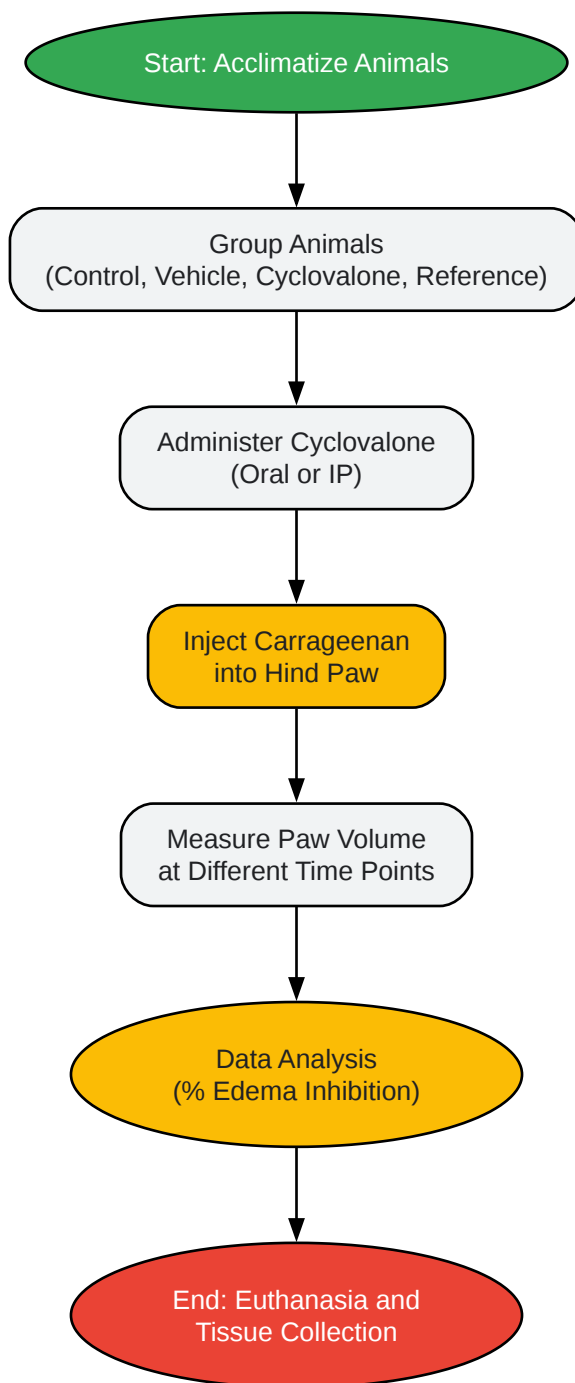 Start: Acclimatize Animals
Group Animals
(Control, Vehicle, Cyclovalone, Reference)
Administer Cyclovalone
(Oral or IP)
Inject Carrageenan
into Hind Paw
Measure Paw Volume
at Different Time Points
Data Analysis
(% Edema Inhibition)
End: Euthanasia and
Tissue Collection